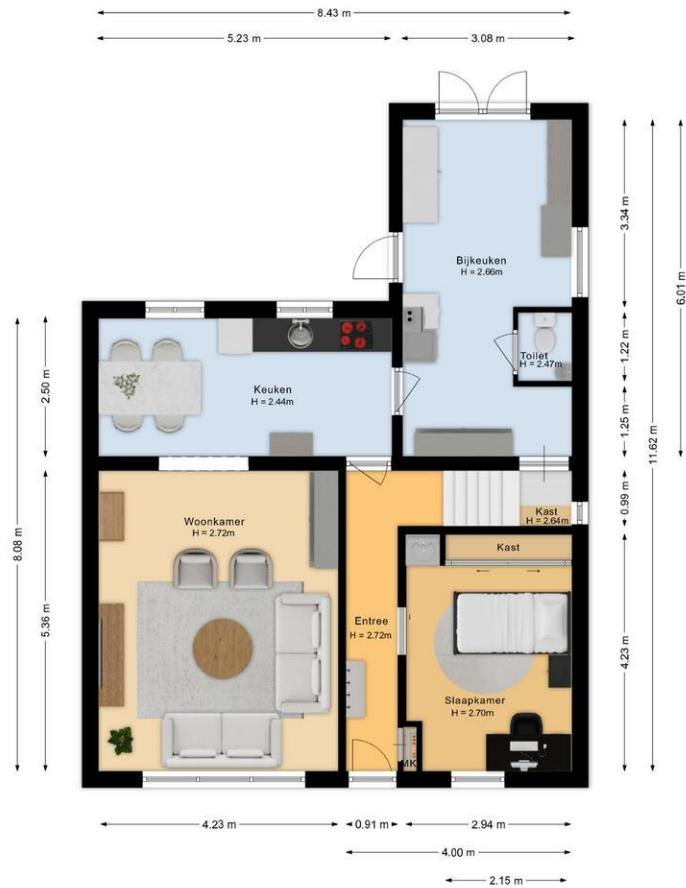 8.43 m
5.23 m
3.08 m
Bijkeuken
H = 2.66m
3.34 m
6.01 m
Toilet
H = 2.47m
1.22 m
Keuken
H = 2.44m
2.50 m
1.25 m
11.62 m
Woonkamer
H = 2.72m
Kast
H = 2.64m
0.99 m
Kast
8.08 m
5.36 m
Entree
H = 2.72m
4.23 m
Slaapkamer
H = 2.70m
MK
4.23 m
0.91 m
2.94 m
4.00 m
2.15 m